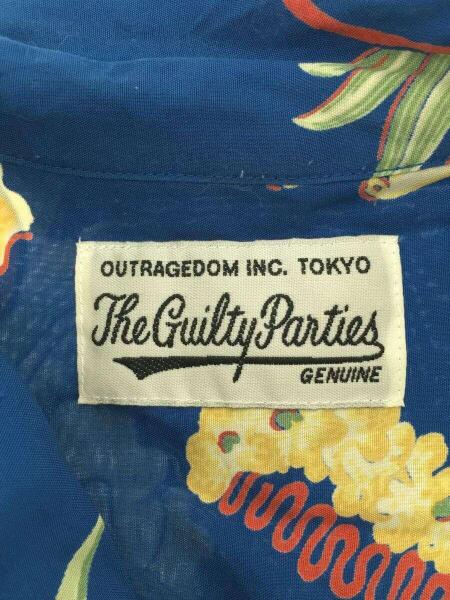 OUTRAGEDOM INC. TOKYO
The Guilty Parties
GENUINE